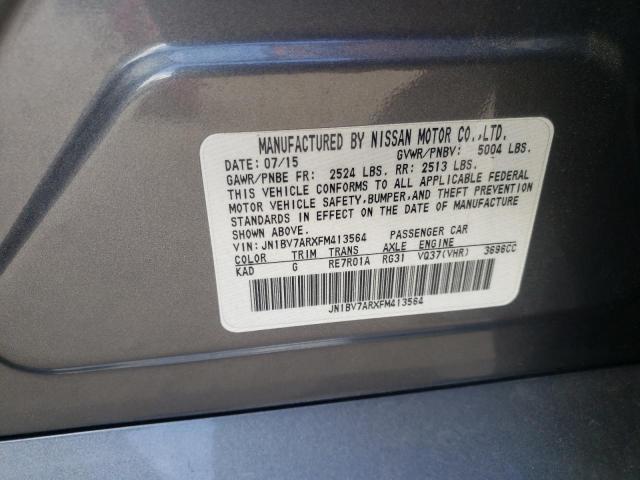 MANUFACTURED BY NISSAN MOTOR CO.,LTD.
DATE: 07/15 GVWR/PNBV: 5004 LBS.
GAWR/PNBE FR: 2524 LBS. RR: 2513 LBS.
THIS VEHICLE CONFORMS TO ALL APPLICABLE FEDERAL
MOTOR VEHICLE SAFETY, BUMPER, AND THEFT PREVENTION
STANDARDS IN EFFECT ON THE DATE OF MANUFACTURE
SHOWN ABOVE.
VIN: JN1BV7ARXFM413564 PASSENGER CAR
COLOR TRIM TRANS AXLE ENGINE
KAD G RE7R01A RG31 VQ37(VHR) 3696CC
JN1BV7ARXFM413564